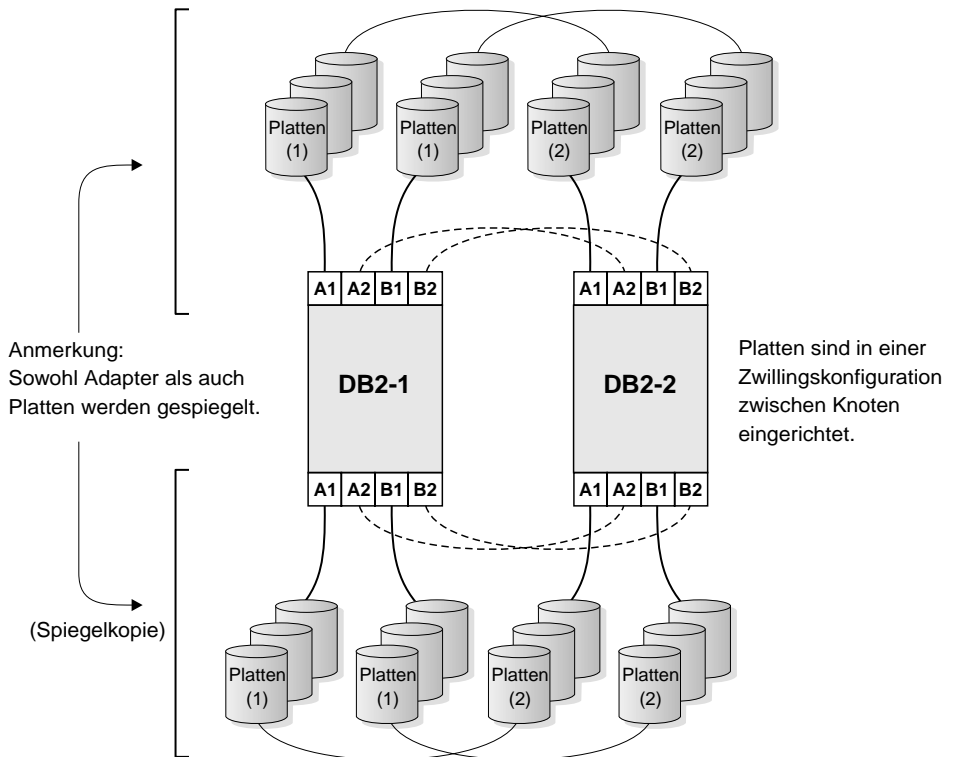 Platten
(1)
Platten
(1)
Platten
(2)
Platten
(2)
A1 A2 B1 B2
A1 A2 B1 B2
Anmerkung:
Sowohl Adapter als auch
Platten werden gespiegelt.
DB2-1
DB2-2
Platten sind in einer
Zwillingskonfiguration
zwischen Knoten
eingerichtet.
A1 A2 B1 B2
A1 A2 B1 B2
(Spiegelkopie)
Platten
(1)
Platten
(1)
Platten
(2)
Platten
(2)